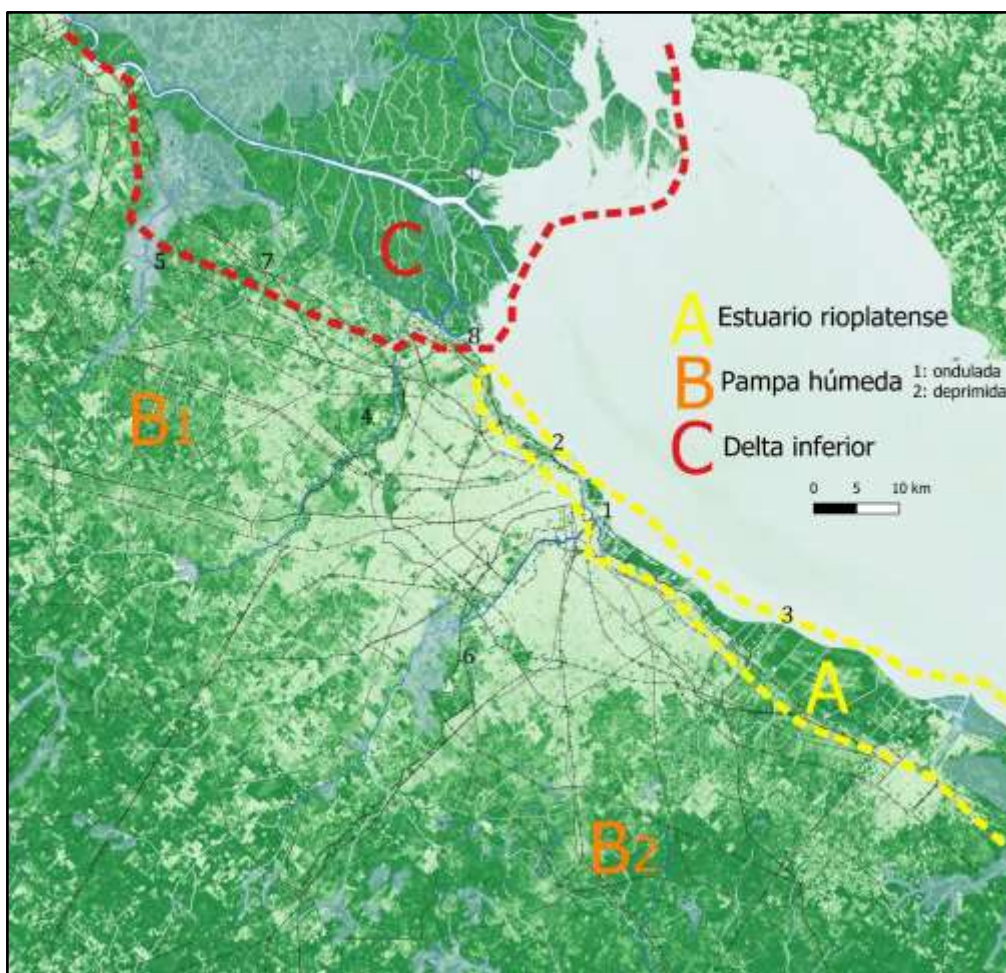 5
7
C
8
A Estuario rioplatense
B Pampa húmeda 1: ondulada
2: deprimida
C Delta inferior
0 5 10 km
B1
4
2
1
3
6
A
B2